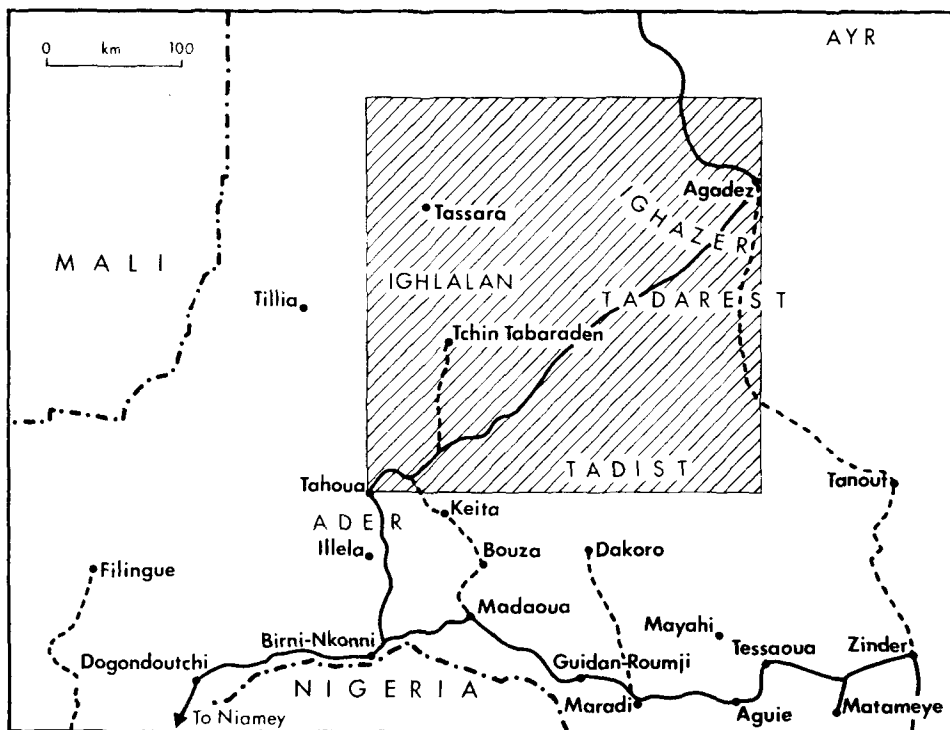 0 km 100
AYR
Agadez
Tassara
GHAZER
MALI
IGHLALAN
TADAREST
Tillia
Tchin Tabaraden
TADIST
Tahoua
Tanout
Keita
ADER
Illela
Bouza
Dakoro
Filingue
Madaoua
Mayahi
Birni-Nkonni
Tessaoua
Zinder
Dogondoutchi
Guidan-Roumji
NIGERIA
Maradi
Aguie
Matameye
To Niamey